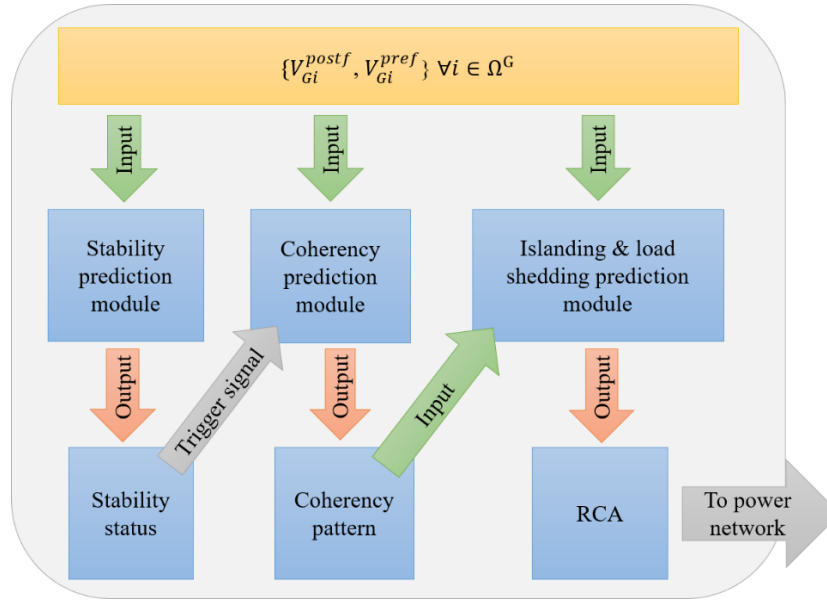 {V_{Gi}^{postf}, V_{Gi}^{pref}} ∀i ∈ Ω^G
Input
Input
Input
Stability
prediction
module
Coherency
prediction
module
Islanding & load
shedding prediction
module
Output
Trigger signal
Output
Input
Output
Stability
status
Coherency
pattern
RCA
To power
network